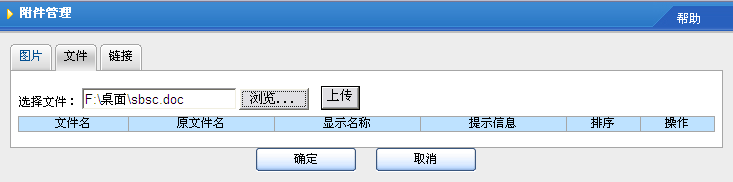 附件管理
帮助
图片 文件 链接
选择文件： F:\桌面\sbsc.doc 浏览... 上传
文件名 原文件名 显示名称 提示信息 排序 操作
确定 取消